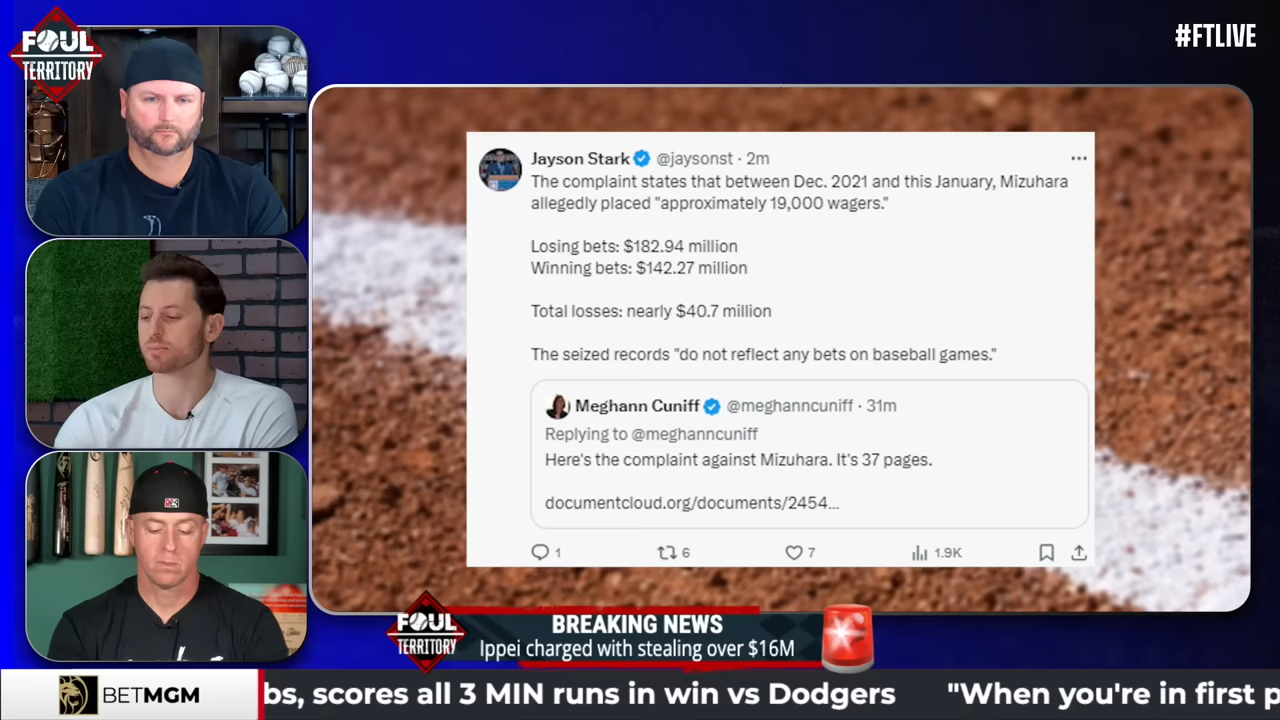 FOUL
TERRITORY
#FTLIVE
Jayson Stark @jaysonst · 2m
The complaint states that between Dec. 2021 and this January, Mizuhara
allegedly placed "approximately 19,000 wagers."
Losing bets: $182.94 million
Winning bets: $142.27 million
Total losses: nearly $40.7 million
The seized records "do not reflect any bets on baseball games."
Meghann Cuniff @meghanncuniff · 31m
Replying to @meghanncuniff
Here's the complaint against Mizuhara. It's 37 pages.
documentcloud.org/documents/2454...
1 6 7 1.9K
FOUL
TERRITORY
BREAKING NEWS
Ippei charged with stealing over $16M
BETMGM
bs, scores all 3 MIN runs in win vs Dodgers "When you're in first p